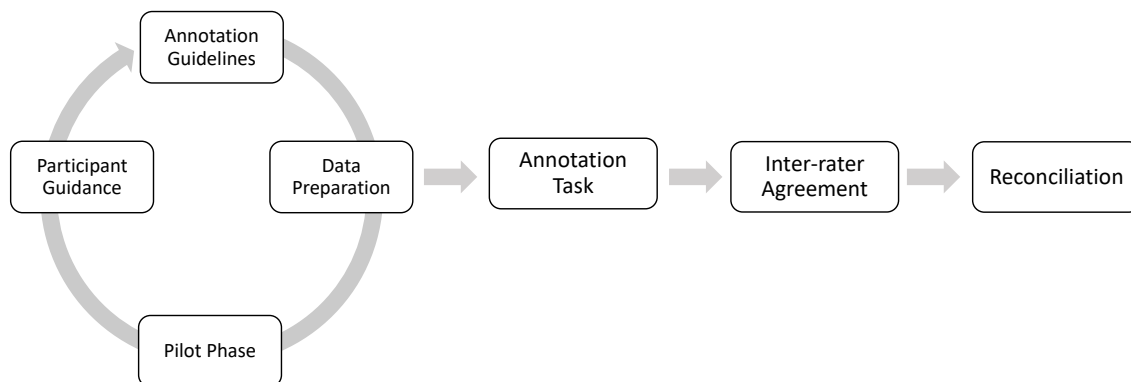 Annotation
Guidelines
Participant
Guidance
Data
Preparation
Pilot Phase
Annotation
Task
Inter-rater
Agreement
Reconciliation